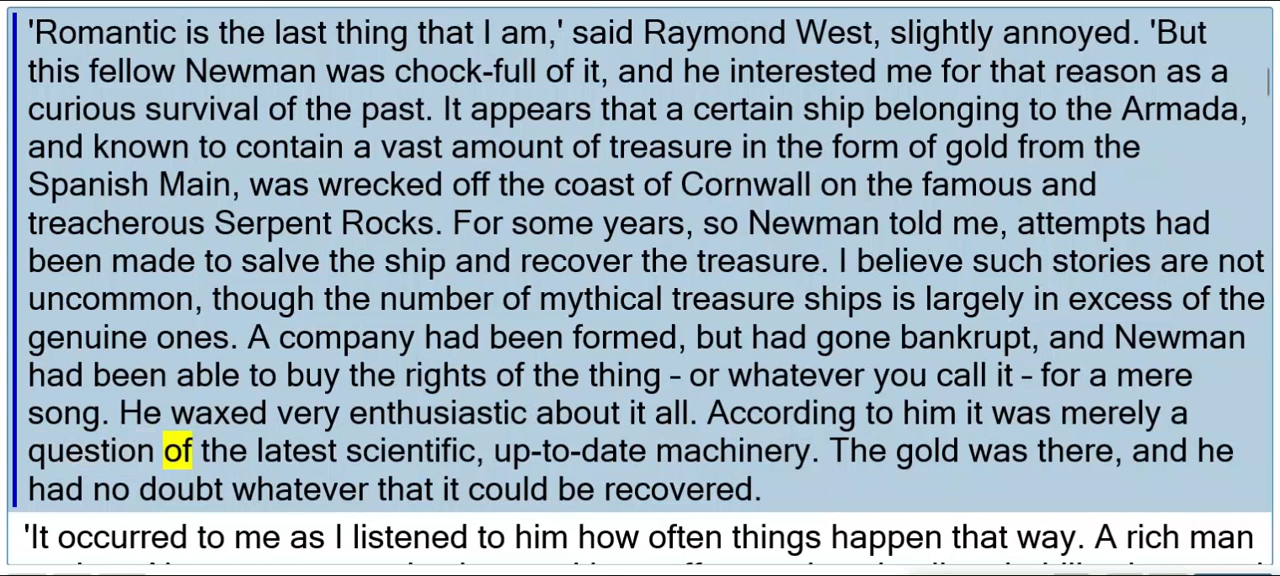 'Romantic is the last thing that I am,' said Raymond West, slightly annoyed. 'But
this fellow Newman was chock-full of it, and he interested me for that reason as a
curious survival of the past. It appears that a certain ship belonging to the Armada,
and known to contain a vast amount of treasure in the form of gold from the
Spanish Main, was wrecked off the coast of Cornwall on the famous and
treacherous Serpent Rocks. For some years, so Newman told me, attempts had
been made to salve the ship and recover the treasure. I believe such stories are not
uncommon, though the number of mythical treasure ships is largely in excess of the
genuine ones. A company had been formed, but had gone bankrupt, and Newman
had been able to buy the rights of the thing - or whatever you call it - for a mere
song. He waxed very enthusiastic about it all. According to him it was merely a
question of the latest scientific, up-to-date machinery. The gold was there, and he
had no doubt whatever that it could be recovered.
'It occurred to me as I listened to him how often things happen that way. A rich man